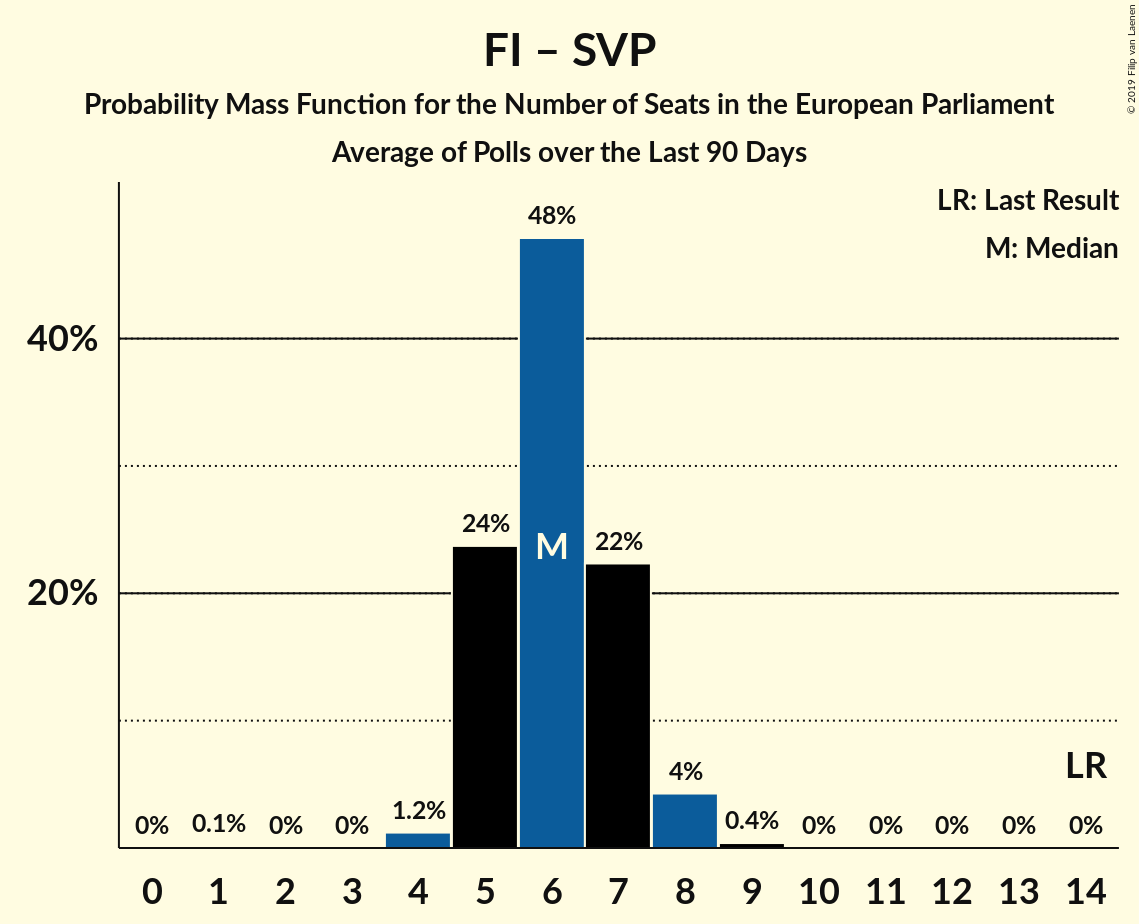 FI – SVP
Probability Mass Function for the Number of Seats in the European Parliament
Average of Polls over the Last 90 Days
© 2019 Filip van Laenen
LR: Last Result
M: Median
48%
40%
24%
M
22%
20%
LR
4%
1.2%
0.4%
0% 0.1% 0% 0% 0% 0% 0% 0% 0%
0 1 2 3 4 5 6 7 8 9 10 11 12 13 14